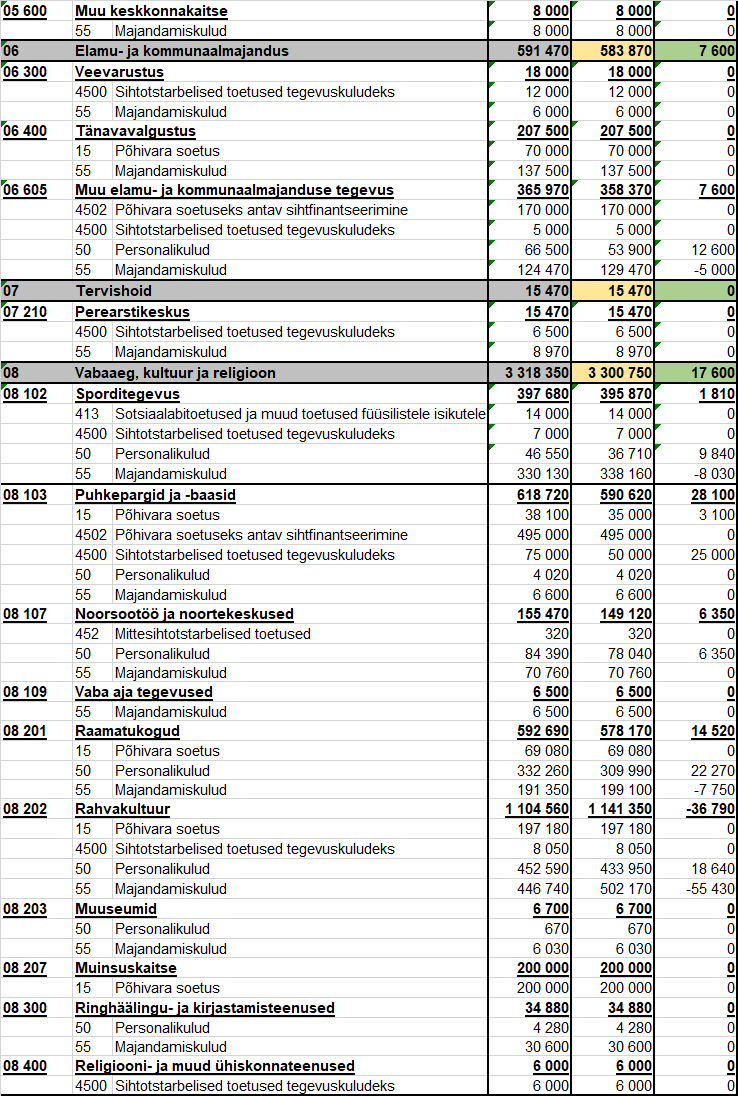 05 600 Muu keskkonnakaitse 8 000 8 000 0
55 Majandamiskulud 8 000 8 000 0
06 Elamu- ja kommunaalmajandus 591 470 583 870 7 600
06 300 Veevarustus 18 000 18 000 0
4500 Sihtotstarbelised toetused tegevuskuludeks 12 000 12 000 0
55 Majandamiskulud 6 000 6 000 0
06 400 Tänavavalgustus 207 500 207 500 0
15 Põhivara soetus 70 000 70 000 0
55 Majandamiskulud 137 500 137 500 0
06 605 Muu elamu- ja kommunaalmajanduse tegevus 365 970 358 370 7 600
4502 Põhivara soetuseks antav sihtfinantseerimine 170 000 170 000 0
4500 Sihtotstarbelised toetused tegevuskuludeks 5 000 5 000 0
50 Personalikulud 66 500 53 900 12 600
55 Majandamiskulud 124 470 129 470 -5 000
07 Tervishoid 15 470 15 470 0
07 210 Perearstikeskus 15 470 15 470 0
4500 Sihtotstarbelised toetused tegevuskuludeks 6 500 6 500 0
55 Majandamiskulud 8 970 8 970 0
08 Vabaaeg, kultuur ja religioon 3 318 350 3 300 750 17 600
08 102 Sporditegevus 397 680 395 870 1 810
413 Sotsiaalabitoetused ja muud toetused füüsilistele isikutele 14 000 14 000 0
4500 Sihtotstarbelised toetused tegevuskuludeks 7 000 7 000 0
50 Personalikulud 46 550 36 710 9 840
55 Majandamiskulud 330 130 338 160 -8 030
08 103 Puhkepargid ja -baasid 618 720 590 620 28 100
15 Põhivara soetus 38 100 35 000 3 100
4502 Põhivara soetuseks antav sihtfinantseerimine 495 000 495 000 0
4500 Sihtotstarbelised toetused tegevuskuludeks 75 000 50 000 25 000
50 Personalikulud 4 020 4 020 0
55 Majandamiskulud 6 600 6 600 0
08 107 Noorsootöö ja noortekeskused 155 470 149 120 6 350
452 Mittesihtotstarbelised toetused 320 320 0
50 Personalikulud 84 390 78 040 6 350
55 Majandamiskulud 70 760 70 760 0
08 109 Vaba aja tegevused 6 500 6 500 0
55 Majandamiskulud 6 500 6 500 0
08 201 Raamatukogud 592 690 578 170 14 520
15 Põhivara soetus 69 080 69 080 0
50 Personalikulud 332 260 309 990 22 270
55 Majandamiskulud 191 350 199 100 -7 750
08 202 Rahvakultuur 1 104 560 1 141 350 -36 790
15 Põhivara soetus 197 180 197 180 0
4500 Sihtotstarbelised toetused tegevuskuludeks 8 050 8 050 0
50 Personalikulud 452 590 433 950 18 640
55 Majandamiskulud 446 740 502 170 -55 430
08 203 Muuseumid 6 700 6 700 0
50 Personalikulud 670 670 0
55 Majandamiskulud 6 030 6 030 0
08 207 Muinsuskaitse 200 000 200 000 0
15 Põhivara soetus 200 000 200 000 0
08 300 Ringhäälingu- ja kirjastamisteenused 34 880 34 880 0
50 Personalikulud 4 280 4 280 0
55 Majandamiskulud 30 600 30 600 0
08 400 Religiooni- ja muud ühiskonnateenused 6 000 6 000 0
4500 Sihtotstarbelised toetused tegevuskuludeks 6 000 6 000 0